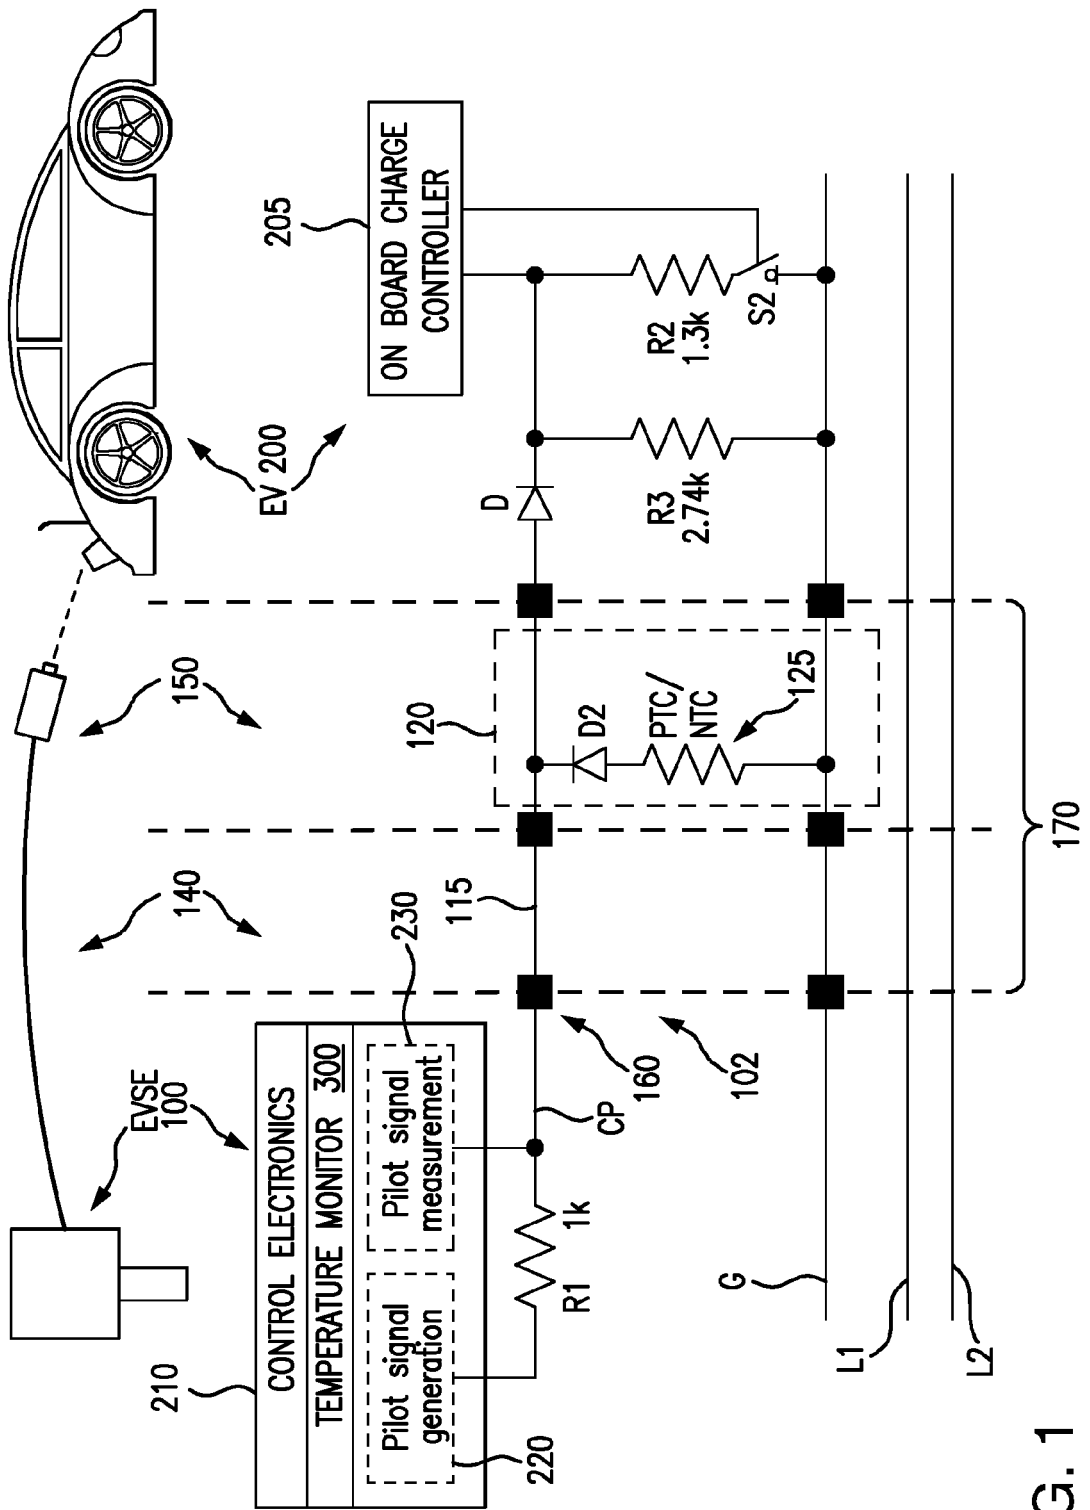 EVSE
100
140
150
EV 200
210
CONTROL ELECTRONICS
TEMPERATURE MONITOR 300
Pilot signal
generation
Pilot signal
measurement
220
230
205
ON BOARD CHARGE
CONTROLLER
R1
1k
CP
160
115
120
D2
PTC/
NTC
125
D
R3
2.74k
R2
1.3k
S2
102
G
L1
L2
170
G. 1